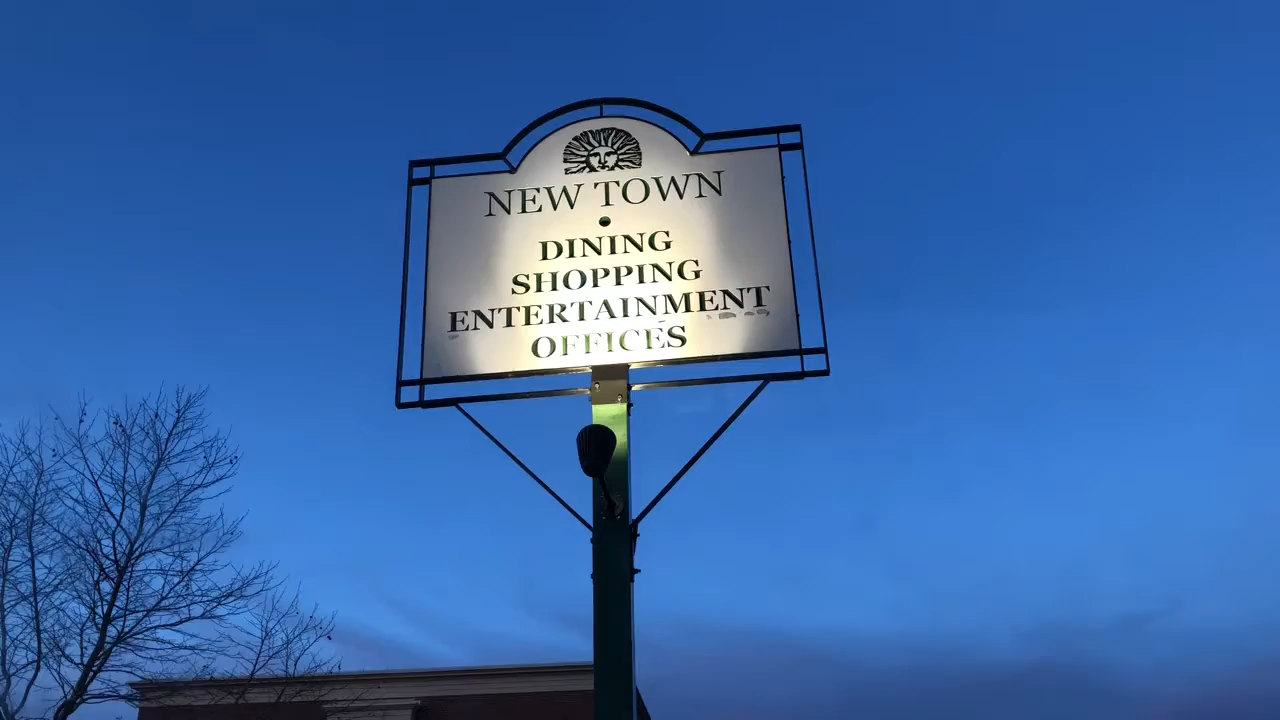 NEW TOWN
DINING
SHOPPING
ENTERTAINMENT
OFFICES